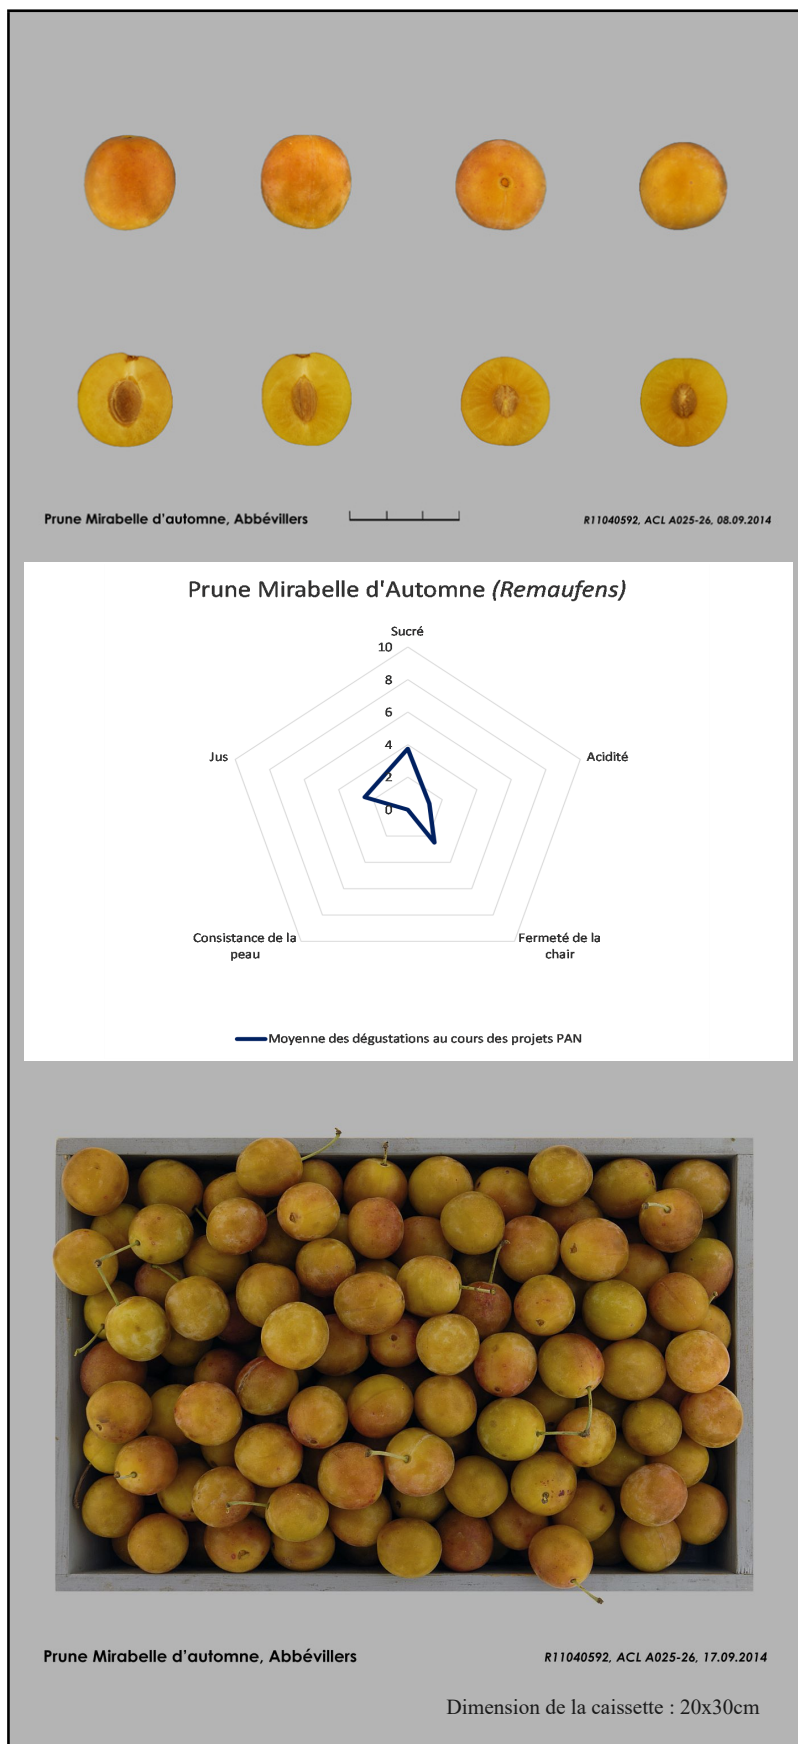 Prune Mirabelle d'automne, Abbévillers
R11040592, ACL A025-26, 08.09.2014
Prune Mirabelle d'Automne (Remaufens)
Sucré
10
8
6
4
2
0
Jus
Acidité
Consistance de la
peau
Fermeté de la
chair
Moyenne des dégustations au cours des projets PAN
Prune Mirabelle d'automne, Abbévillers
R11040592, ACL A025-26, 17.09.2014
Dimension de la caissette : 20x30cm